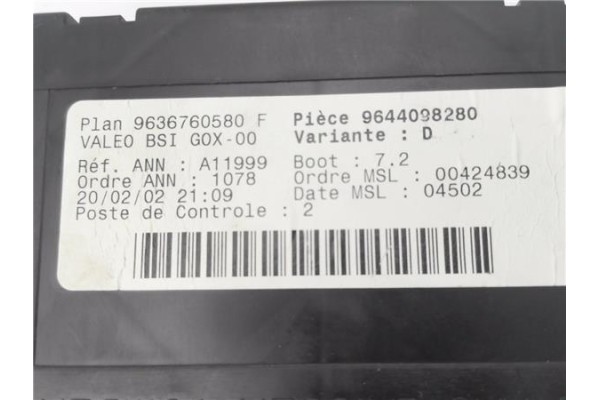 Plan 9636760580 F Pièce 9644098280
VALEO BSI GOX-00 Variante : D
Réf. ANN : A11999 Boot : 7.2
Ordre ANN : 1078 Ordre MSL : 00424839
20/02/02 21:09 Date MSL : 04502
Poste de Controle : 2